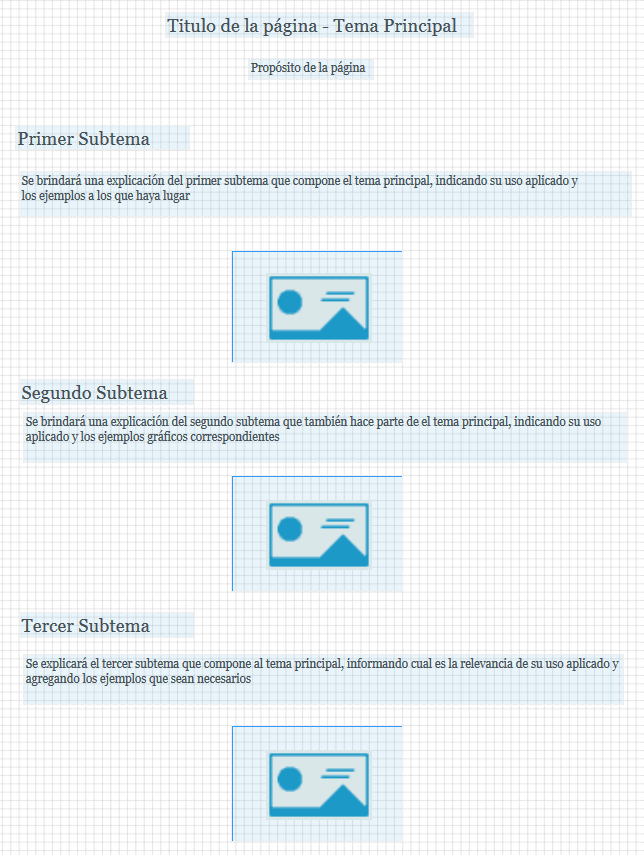 Titulo de la página - Tema Principal
Propósito de la página
Primer Subtema
Se brindará una explicación del primer subtema que compone el tema principal, indicando su uso aplicado y
los ejemplos a los que haya lugar
Segundo Subtema
Se brindará una explicación del segundo subtema que también hace parte de el tema principal, indicando su uso
aplicado y los ejemplos gráficos correspondientes
Tercer Subtema
Se explicará el tercer subtema que compone al tema principal, informando cual es la relevancia de su uso aplicado y
agregando los ejemplos que sean necesarios